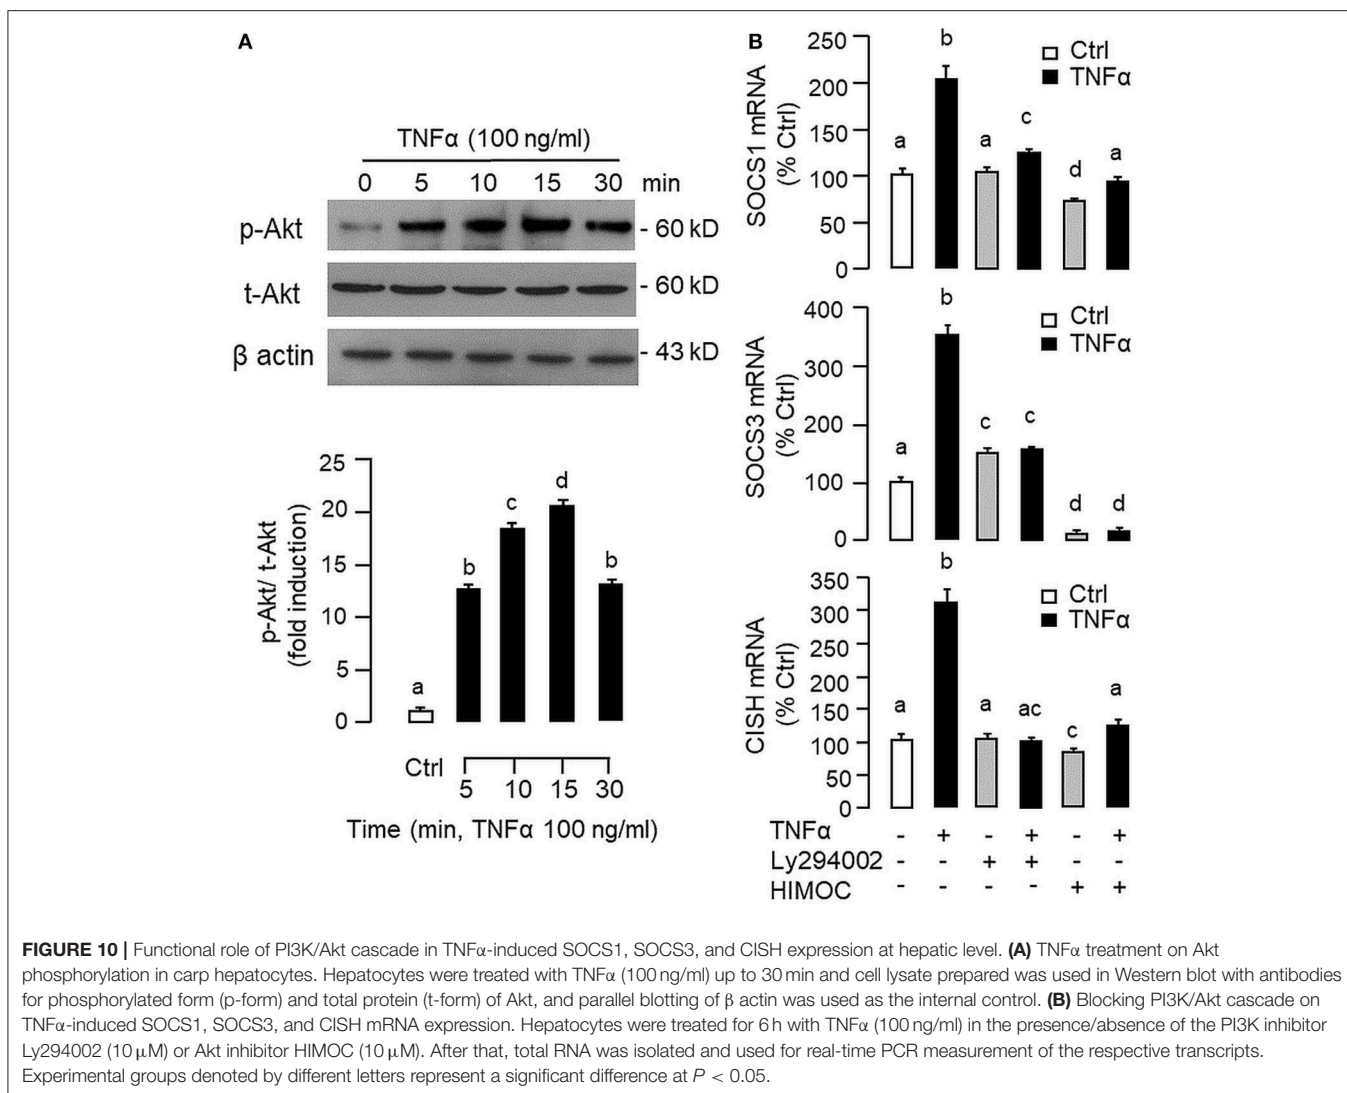 A
TNFα (100 ng/ml)
0 5 10 15 30 min
p-Akt - 60 kD
t-Akt - 60 kD
β actin - 43 kD
p-Akt/ t-Akt
(fold induction)
25
20
15
10
5
0
a b c d b
Ctrl
5 10 15 30
Time (min, TNFα 100 ng/ml)
B
SOCS1 mRNA
(% Ctrl)
250
200
150
100
50
0
a b a c d a
Ctrl
TNFα
SOCS3 mRNA
(% Ctrl)
400
300
200
100
0
a b c c d d
Ctrl
TNFα
CISH mRNA
(% Ctrl)
350
300
250
200
150
100
50
0
a b a ac c a
Ctrl
TNFα
TNFα - + - + - +
Ly294002 - - + + - -
HIMOC - - - - + +
FIGURE 10 | Functional role of PI3K/Akt cascade in TNFα-induced SOCS1, SOCS3, and CISH expression at hepatic level. (A) TNFα treatment on Akt
phosphorylation in carp hepatocytes. Hepatocytes were treated with TNFα (100 ng/ml) up to 30 min and cell lysate prepared was used in Western blot with antibodies
for phosphorylated form (p-form) and total protein (t-form) of Akt, and parallel blotting of β actin was used as the internal control. (B) Blocking PI3K/Akt cascade on
TNFα-induced SOCS1, SOCS3, and CISH mRNA expression. Hepatocytes were treated for 6 h with TNFα (100 ng/ml) in the presence/absence of the PI3K inhibitor
Ly294002 (10 μM) or Akt inhibitor HIMOC (10 μM). After that, total RNA was isolated and used for real-time PCR measurement of the respective transcripts.
Experimental groups denoted by different letters represent a significant difference at P < 0.05.